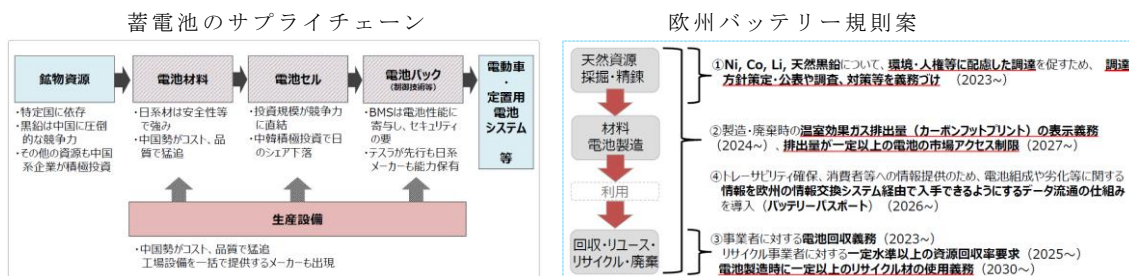 蓄電池のサプライチェーン
鉱物資源
電池材料
電池セル
電池パック
(制御技術等)
電動車
・
定置用
電池
システム
等
・特定国に依存
・黒鉛は中国に圧倒
的な競争力
・その他の資源も中国
系企業が積極投資
・日系材は安全性等
で強み
・中国勢がコスト、品
質で猛追
・投資規模が競争力
に直結
・中韓積極投資で日
のシェア下落
・BMSは電池性能に
寄与し、セキュリティ
の要
・テスラが先行も日系
メーカーも能力保有
生産設備
・中国勢がコスト、品質で猛追
工場設備を一括で提供するメーカーも出現
欧州バッテリー規則案
天然資源
採掘・精錬
材料
電池製造
利用
回収・リユース・
リサイクル・廃棄
①Ni, Co, Li, 天然黒鉛について、環境・人権等に配慮した調達を促すため、 調達
方針策定・公表や調査、対策等を義務づけ （2023～）
②製造・廃棄時の温室効果ガス排出量（カーボンフットプリント）の表示義務
（2024～）、排出量が一定以上の電池の市場アクセス制限（2027～）
④トレーサビリティ確保、消費者等への情報提供のため、電池組成や劣化等に関する
情報を欧州の情報交換システム経由で入手できるようにするデータ流通の仕組み
を導入（バッテリーパスポート）（2026～）
③事業者に対する電池回収義務（2023～）
リサイクル事業者に対する一定水準以上の資源回収率要求（2025～）
電池製造時に一定以上のリサイクル材の使用義務（2030～）